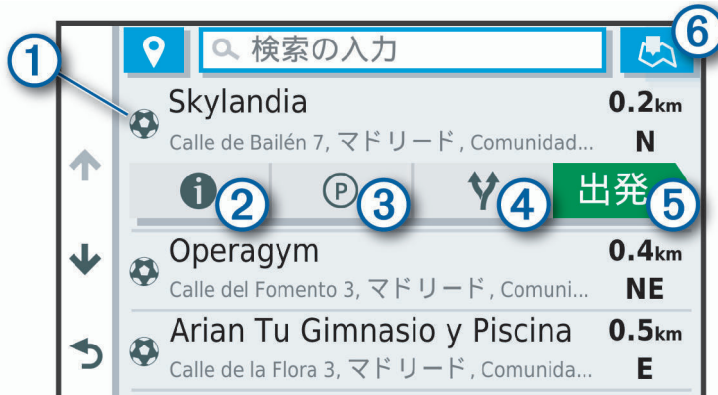 ⑥
検索の入力
①
Skylandia 0.2km
Calle de Bailén 7, マドリード, Comunidad... N
i ② P ③ ④ 出発 ⑤
Operagym 0.4km
Calle del Fomento 3, マドリード, Comuni... NE
Arian Tu Gimnasio y Piscina 0.5km
Calle de la Flora 3, マドリード, Comunida... E